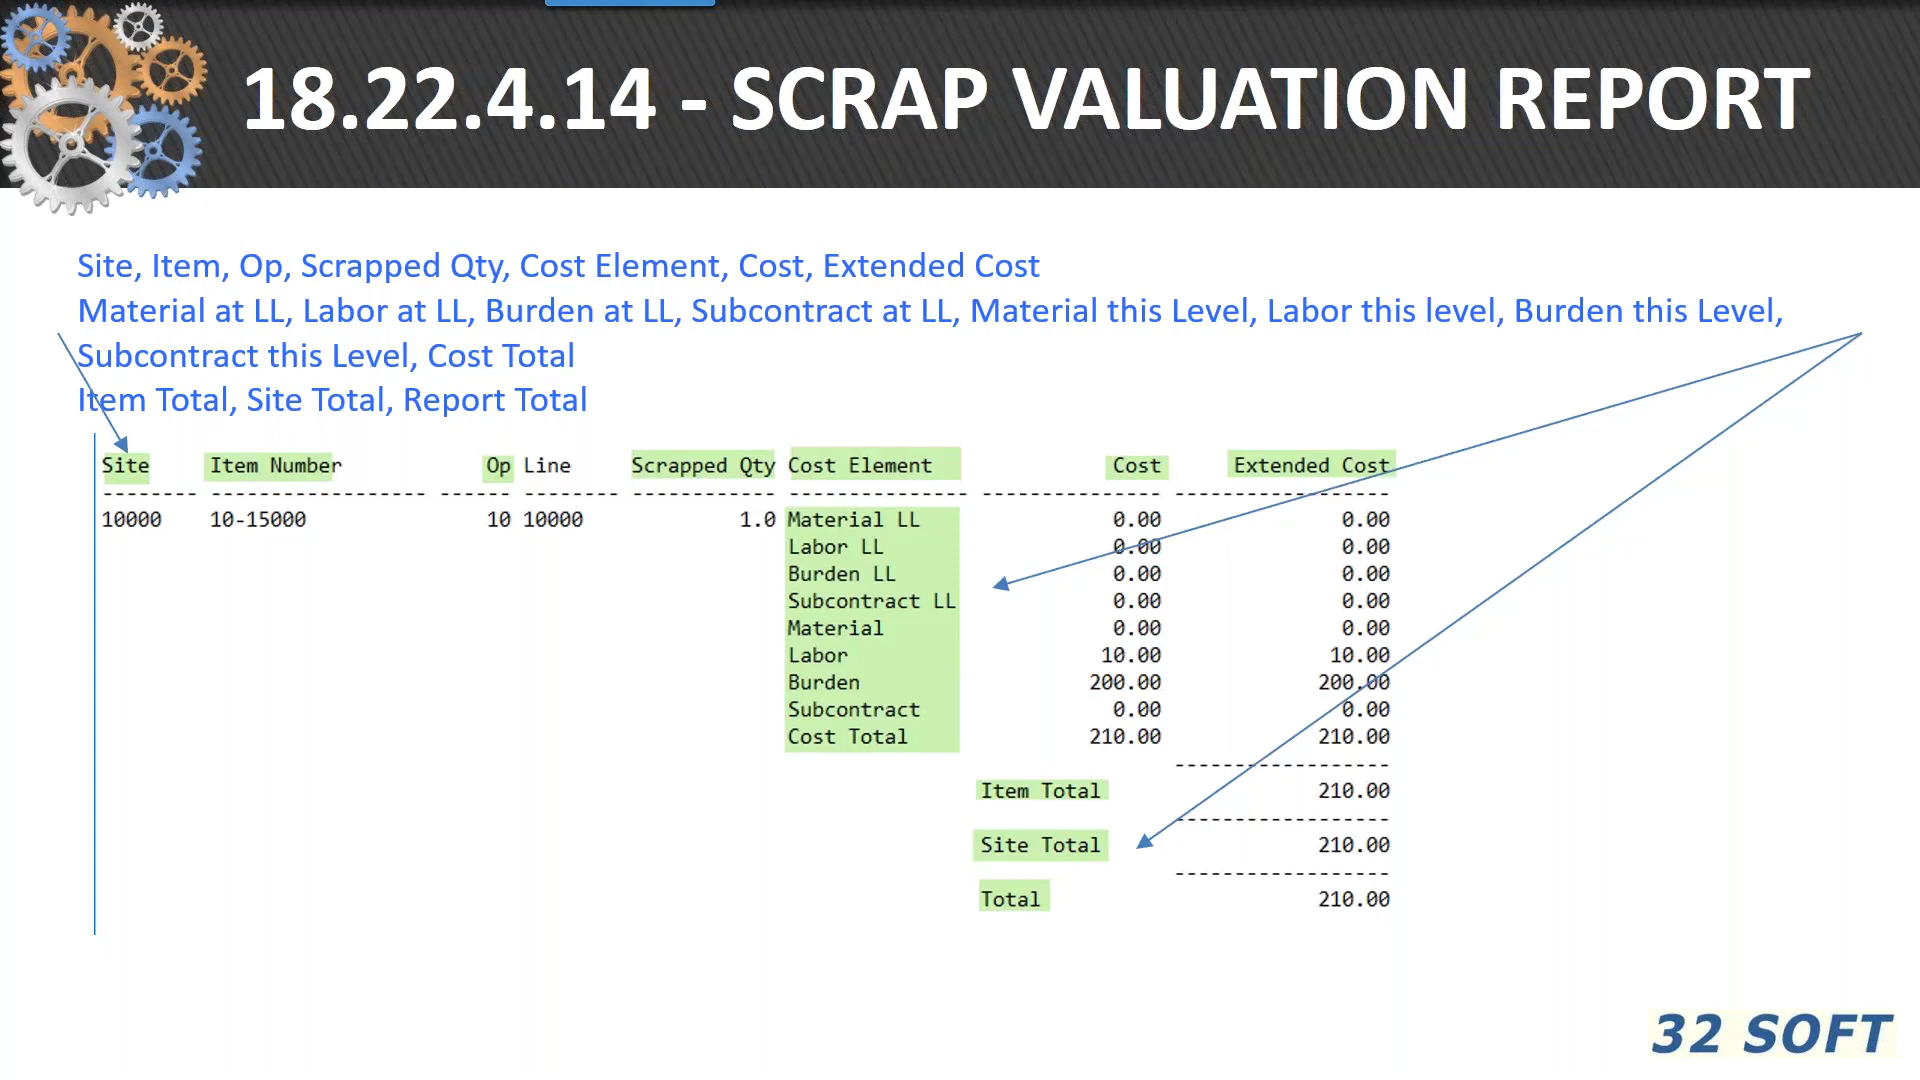 18.22.4.14 - SCRAP VALUATION REPORT
Site, Item, Op, Scrapped Qty, Cost Element, Cost, Extended Cost
Material at LL, Labor at LL, Burden at LL, Subcontract at LL, Material this Level, Labor this level, Burden this Level,
Subcontract this Level, Cost Total
Item Total, Site Total, Report Total
Site Item Number Op Line Scrapped Qty Cost Element Cost Extended Cost
10000 10-15000 10 10000 1.0 Material LL 0.00 0.00
Labor LL 0.00 0.00
Burden LL 0.00 0.00
Subcontract LL 0.00 0.00
Material 0.00 0.00
Labor 10.00 10.00
Burden 200.00 200.00
Subcontract 0.00 0.00
Cost Total 210.00 210.00
Item Total 210.00
Site Total 210.00
Total 210.00
32 SOFT